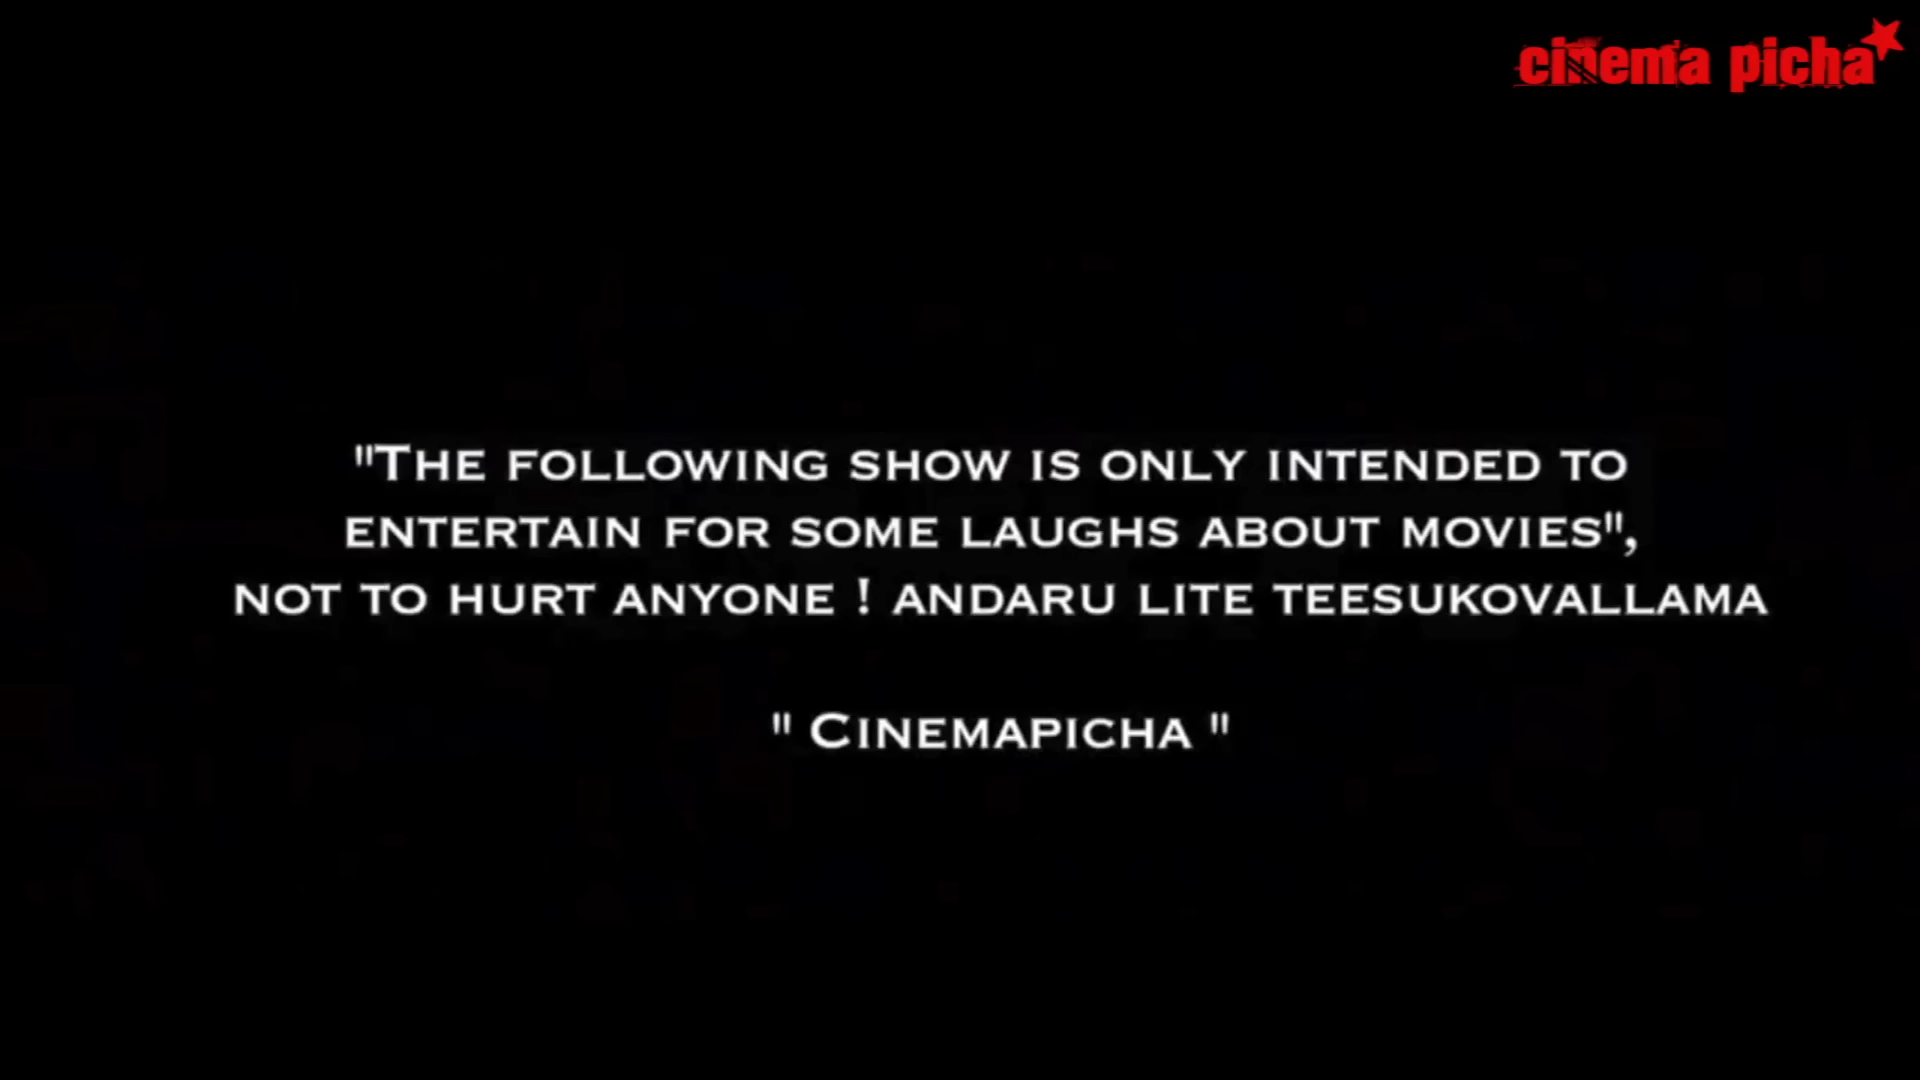 cinema picha
"The following show is only intended to
entertain for some laughs about movies",
not to hurt anyone ! andaru lite teesukovallama
" Cinemapicha "